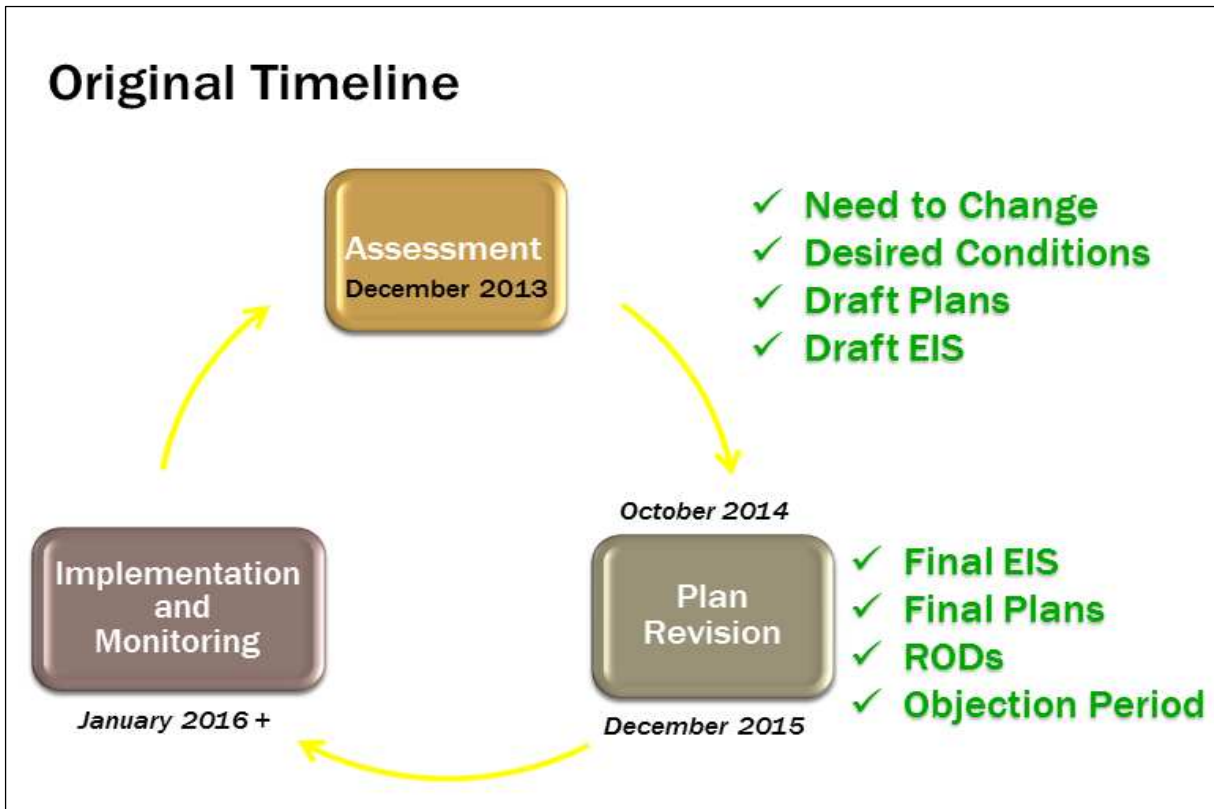 Original Timeline
Assessment
December 2013
✓ Need to Change
✓ Desired Conditions
✓ Draft Plans
✓ Draft EIS
October 2014
Plan
Revision
December 2015
✓ Final EIS
✓ Final Plans
✓ RODs
✓ Objection Period
Implementation
and
Monitoring
January 2016 +